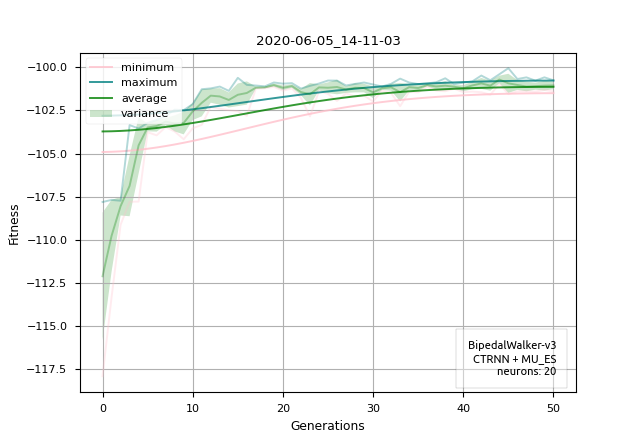 2020-06-05_14-11-03
minimum
maximum
average
variance
−100.0
−102.5
−105.0
−107.5
−110.0
−112.5
−115.0
−117.5
Fitness
BipedalWalker-v3
CTRNN + MU_ES
neurons: 20
0 10 20 30 40 50
Generations